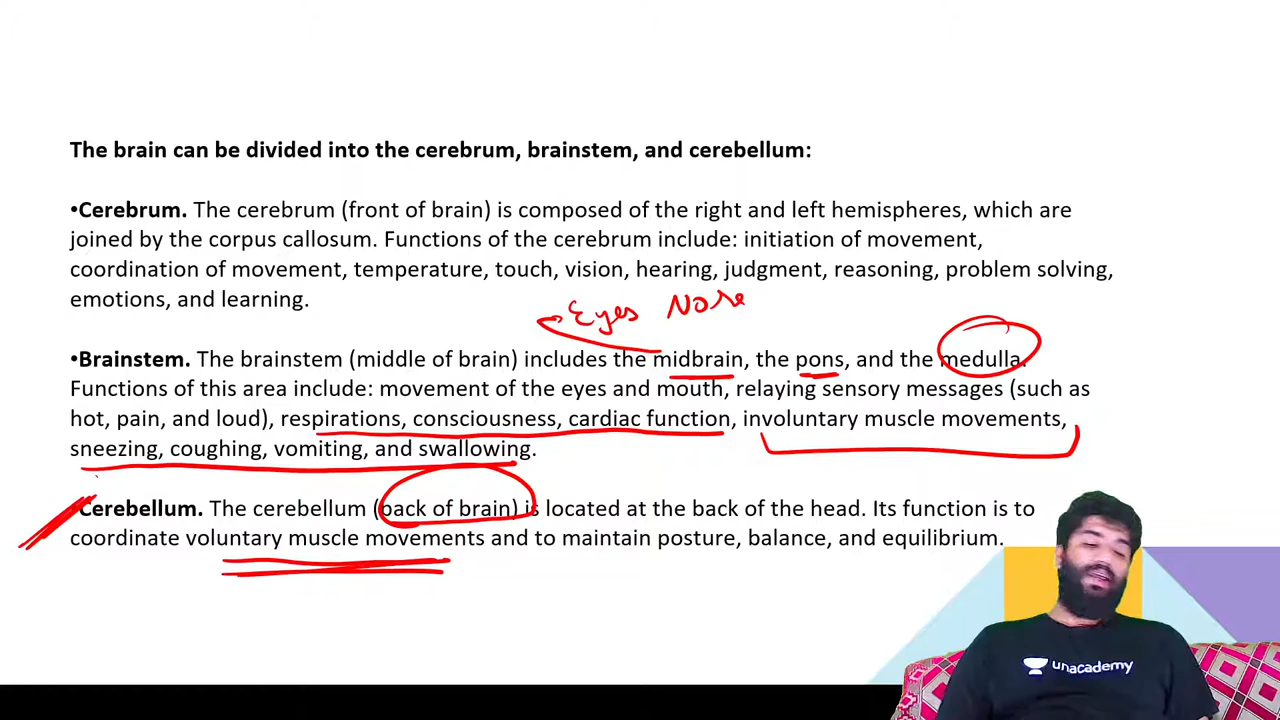 The brain can be divided into the cerebrum, brainstem, and cerebellum:
•Cerebrum. The cerebrum (front of brain) is composed of the right and left hemispheres, which are
joined by the corpus callosum. Functions of the cerebrum include: initiation of movement,
coordination of movement, temperature, touch, vision, hearing, judgment, reasoning, problem solving,
emotions, and learning.
Eyes Nose
•Brainstem. The brainstem (middle of brain) includes the midbrain, the pons, and the medulla.
Functions of this area include: movement of the eyes and mouth, relaying sensory messages (such as
hot, pain, and loud), respirations, consciousness, cardiac function, involuntary muscle movements,
sneezing, coughing, vomiting, and swallowing.
•Cerebellum. The cerebellum (back of brain) is located at the back of the head. Its function is to
coordinate voluntary muscle movements and to maintain posture, balance, and equilibrium.
unacademy